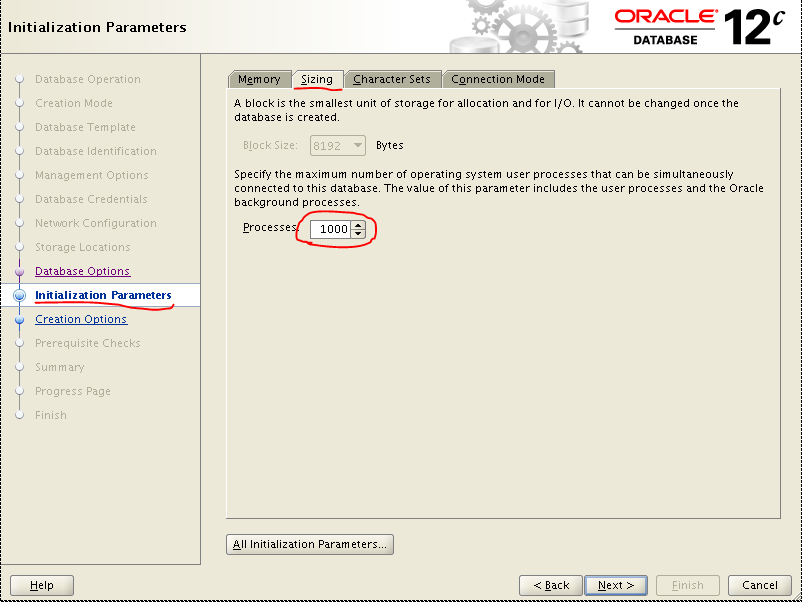 Initialization Parameters
ORACLE®
DATABASE
12c
Database Operation
Creation Mode
Database Template
Database Identification
Management Options
Database Credentials
Network Configuration
Storage Locations
Database Options
Initialization Parameters
Creation Options
Prerequisite Checks
Summary
Progress Page
Finish
Memory Sizing Character Sets Connection Mode
A block is the smallest unit of storage for allocation and for I/O. It cannot be changed once the
database is created.
Block Size: 8192 Bytes
Specify the maximum number of operating system user processes that can be simultaneously
connected to this database. The value of this parameter includes the user processes and the Oracle
background processes.
Processes: 1000
All Initialization Parameters...
Help < Back Next > Finish Cancel